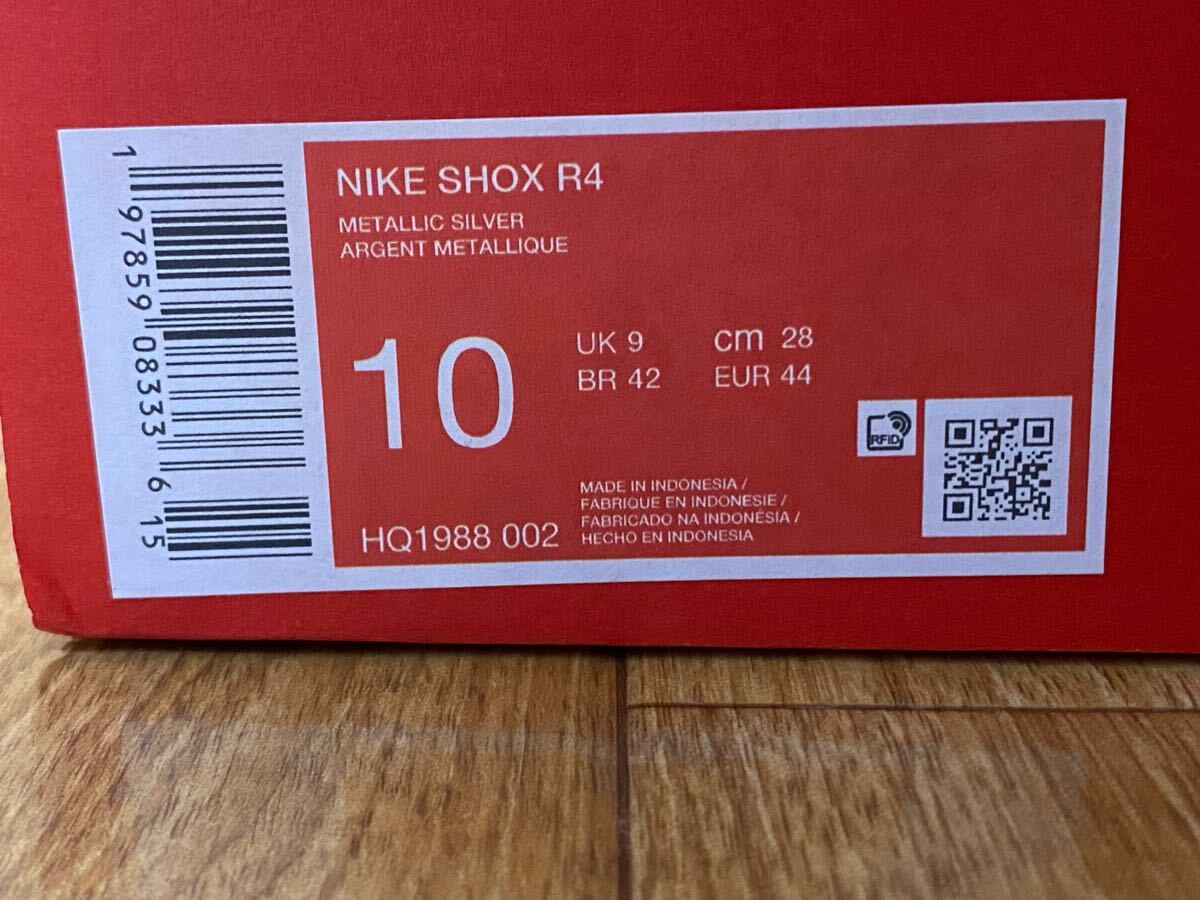 1 97859 08333 6 15
NIKE SHOX R4
METALLIC SILVER
ARGENT METALLIQUE
10
UK 9 cm 28
BR 42 EUR 44
RFID
MADE IN INDONESIA /
FABRIQUE EN INDONESIE /
FABRICADO NA INDONÉSIA /
HECHO EN INDONESIA
HQ1988 002